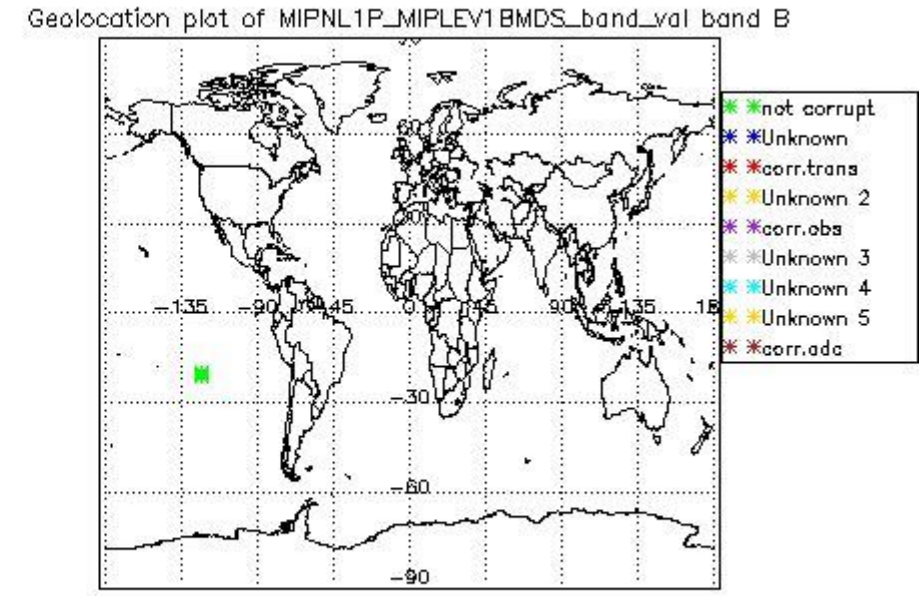 Geolocation plot of MIPNL1P_MIPLEV1BMDS_band_val band B
not corrupt
Unknown
corr.trans
Unknown 2
corr.obs
Unknown 3
Unknown 4
Unknown 5
corr.adc
60
-135 -90 -45 0 45 90 135
-30
-60
-90